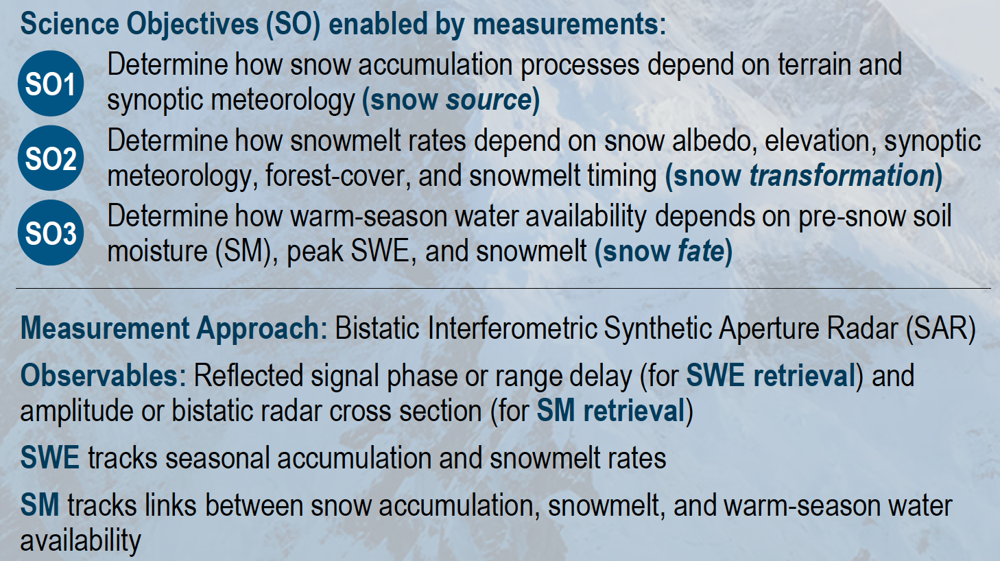 Science Objectives (SO) enabled by measurements:
SO1
Determine how snow accumulation processes depend on terrain and
synoptic meteorology (snow source)
SO2
Determine how snowmelt rates depend on snow albedo, elevation, synoptic
meteorology, forest-cover, and snowmelt timing (snow transformation)
SO3
Determine how warm-season water availability depends on pre-snow soil
moisture (SM), peak SWE, and snowmelt (snow fate)
Measurement Approach: Bistatic Interferometric Synthetic Aperture Radar (SAR)
Observables: Reflected signal phase or range delay (for SWE retrieval) and
amplitude or bistatic radar cross section (for SM retrieval)
SWE tracks seasonal accumulation and snowmelt rates
SM tracks links between snow accumulation, snowmelt, and warm-season water
availability